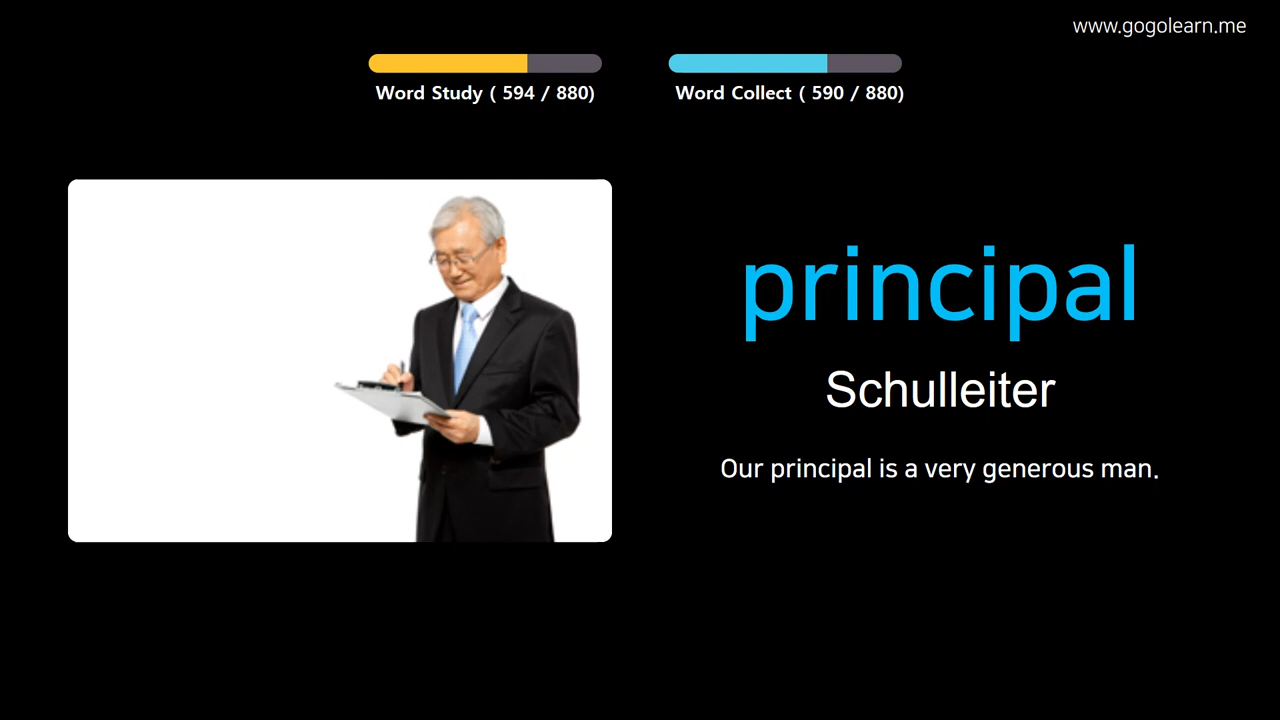 www.gogolearn.me
Word Study ( 594 / 880)
Word Collect ( 590 / 880)
principal
Schulleiter
Our principal is a very generous man.